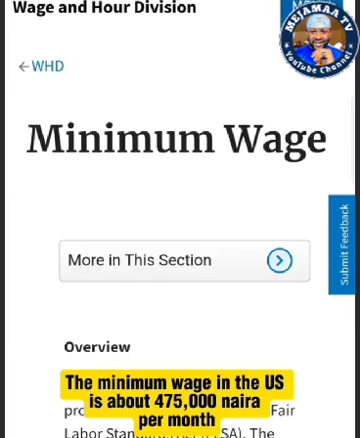 Wage and Hour Division
MEJAMAA TV
YouTube Channel
←WHD
Minimum Wage
Submit Feedback
More in This Section
Overview
The minimum wage in the US
is about 475,000 naira
per month
Fair
Labor
The